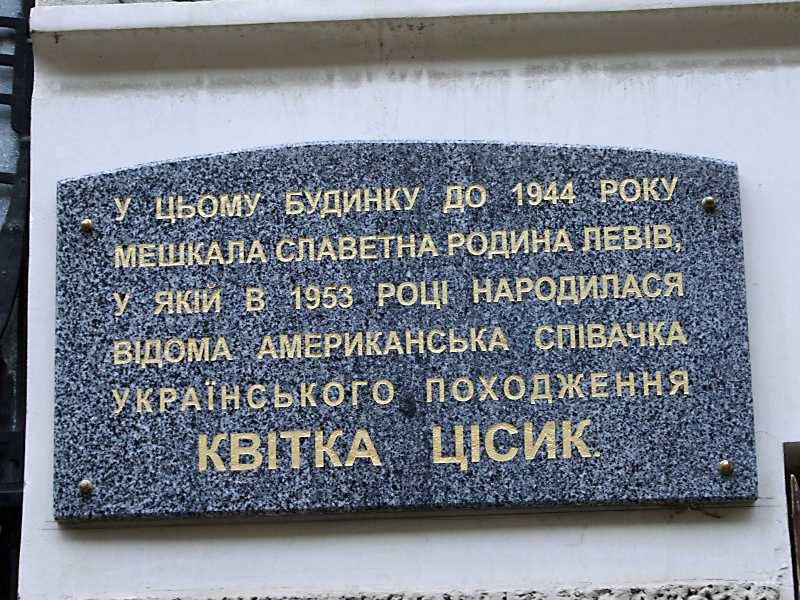 У ЦЬОМУ БУДИНКУ ДО 1944 РОКУ
МЕШКАЛА СЛАВЕТНА РОДИНА ЛЕВІВ,
У ЯКІЙ В 1953 РОЦІ НАРОДИЛАСЯ
ВІДОМА АМЕРИКАНСЬКА СПІВАЧКА
УКРАЇНСЬКОГО ПОХОДЖЕННЯ
КВІТКА ЦІСИК.